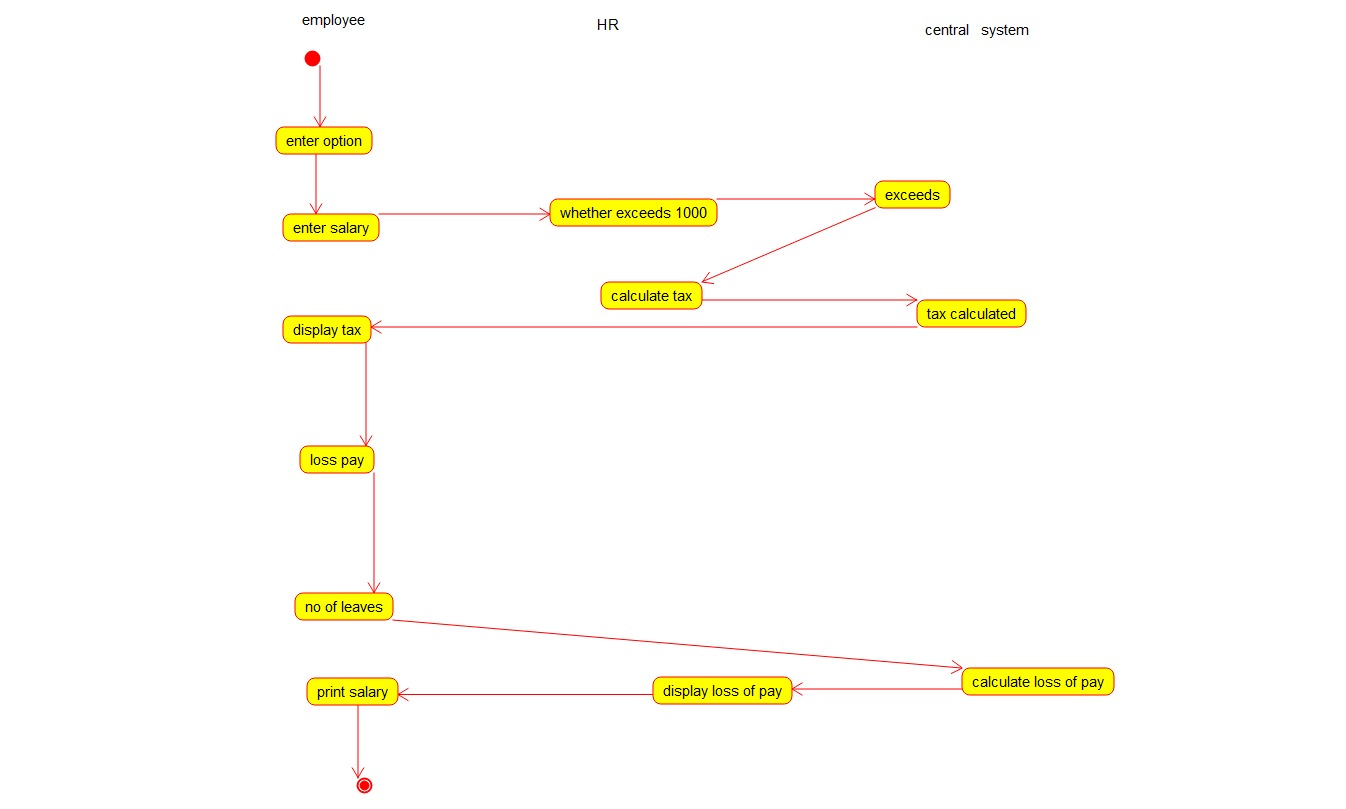 employee
HR
central system
enter option
exceeds
whether exceeds 1000
enter salary
calculate tax
tax calculated
display tax
loss pay
no of leaves
calculate loss of pay
display loss of pay
print salary